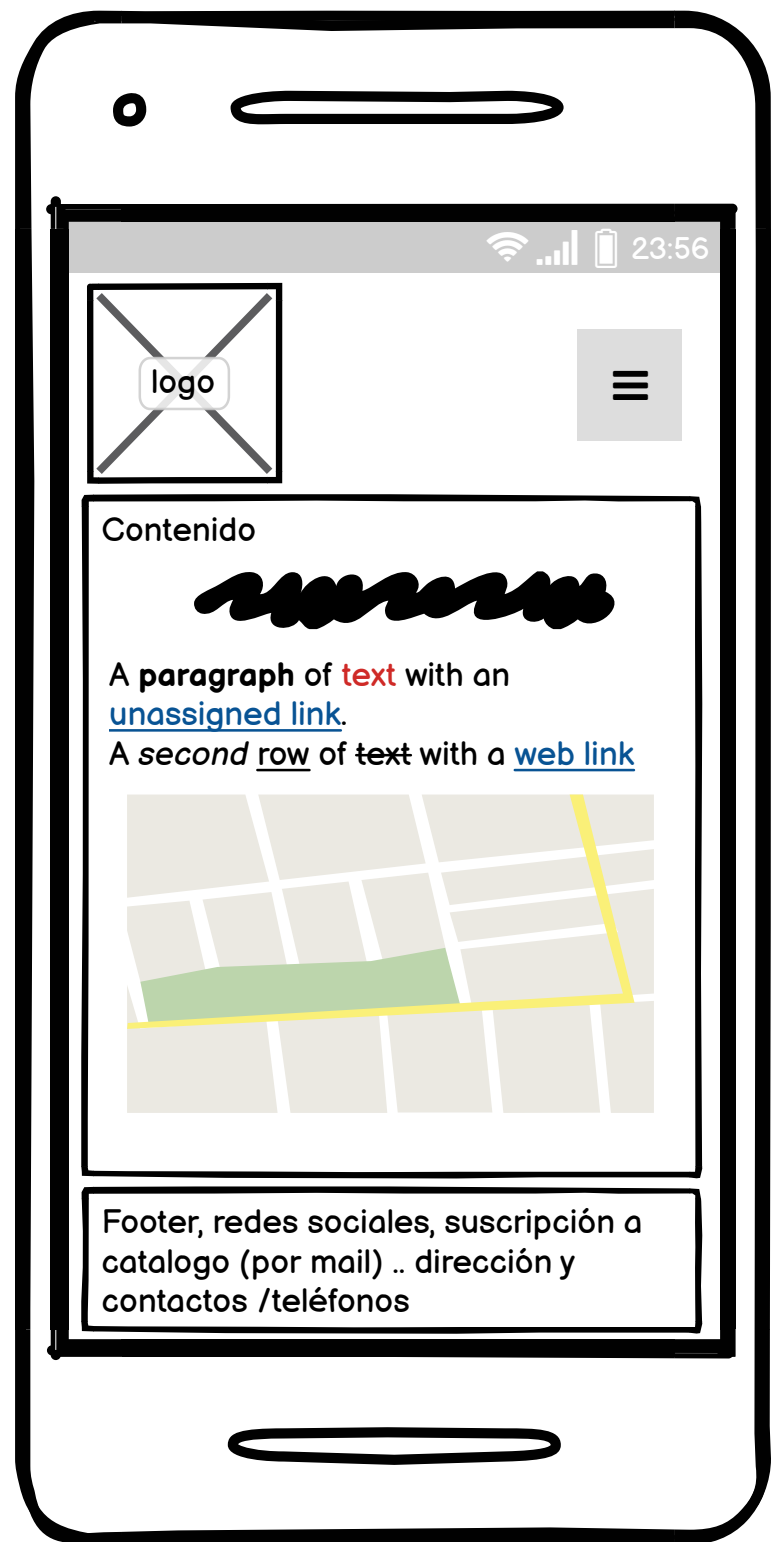 23:56
logo
Contenido
A paragraph of text with an
unassigned link.
A second row of text with a web link
Footer, redes sociales, suscripción a
catalogo (por mail) .. dirección y
contactos /teléfonos